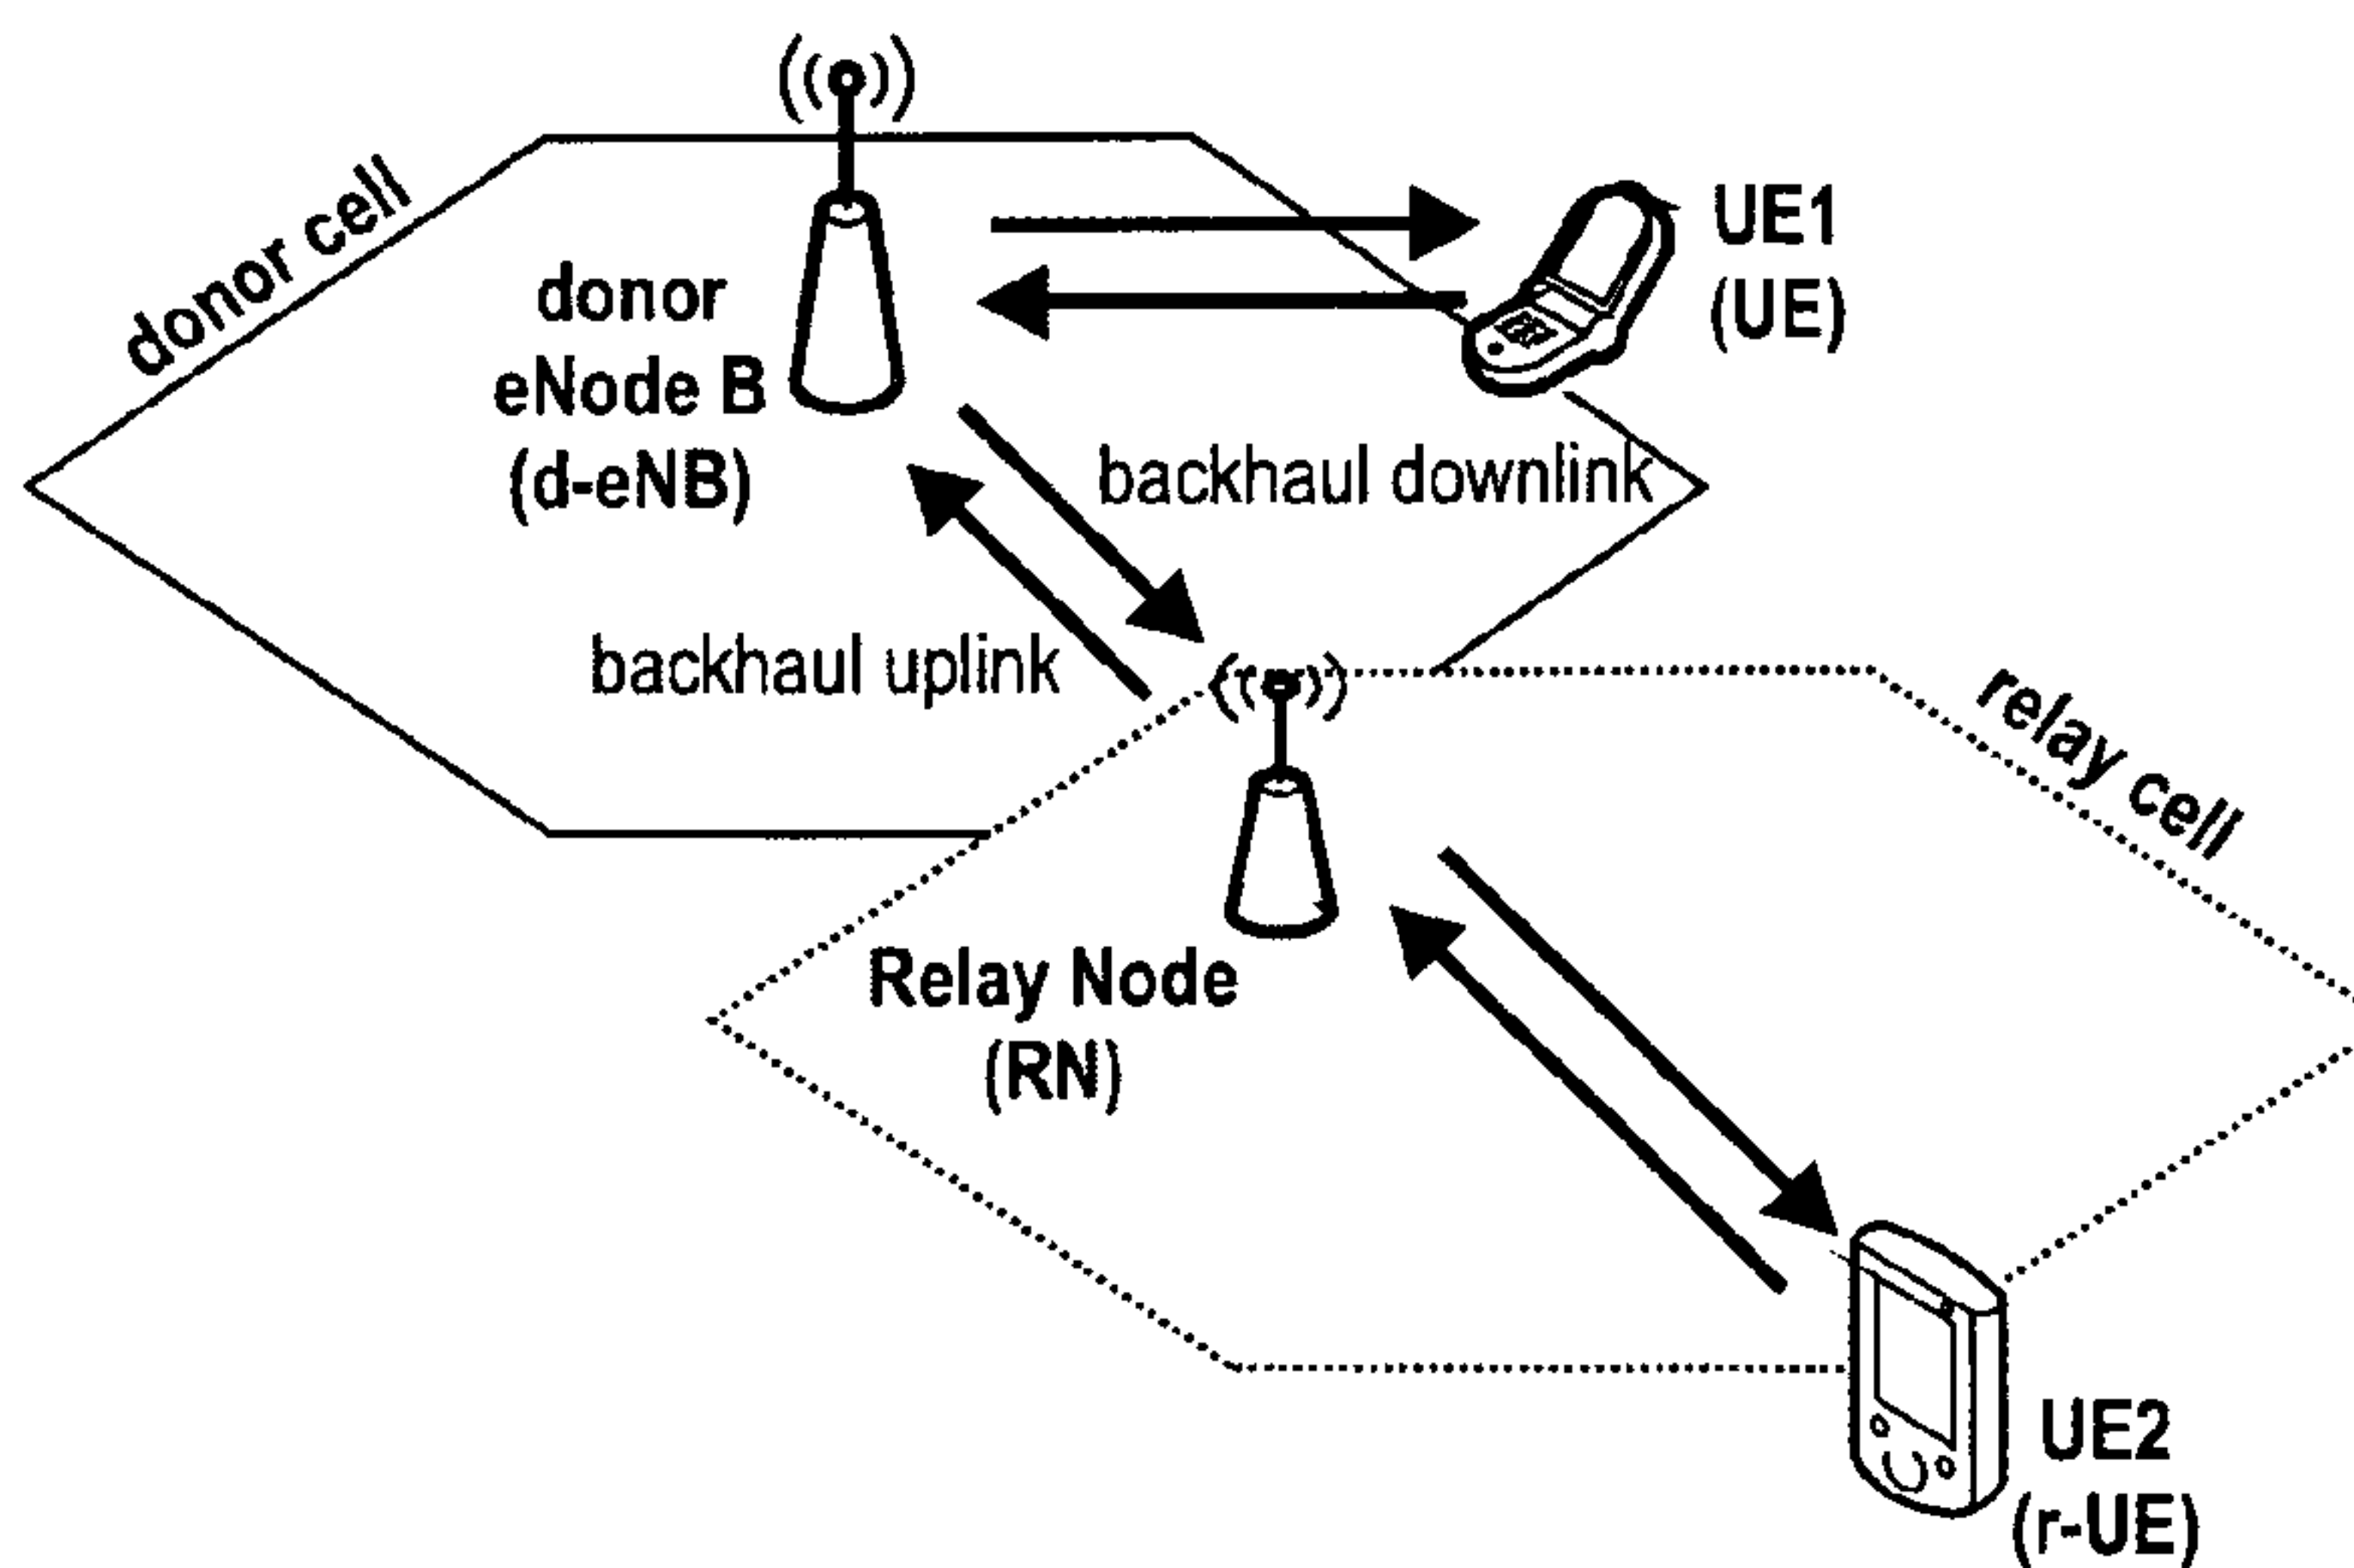 donor cell
donor
eNode B
(d-eNB)
UE1
(UE)
backhaul downlink
backhaul uplink
relay cell
Relay Node
(RN)
UE2
(r-UE)